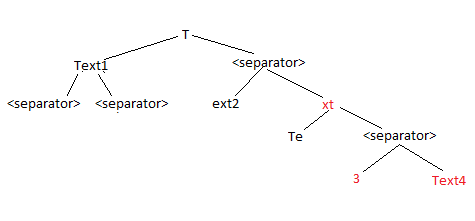 T
Text1 <separator>
<separator> <separator> ext2 xt
Te <separator>
3 Text4